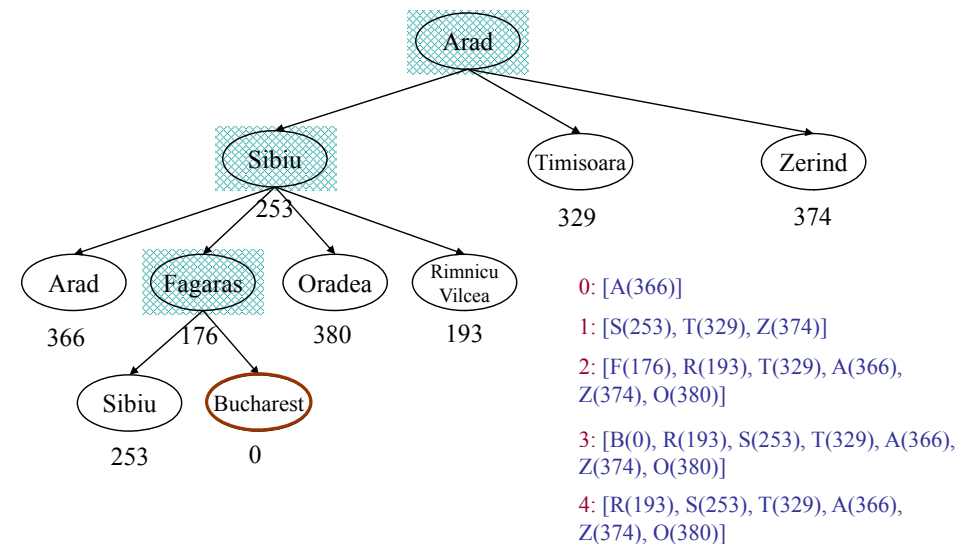 Arad
Sibiu
Timisoara
Zerind
253
329
374
Arad
Fagaras
Oradea
Rimnicu
Vilcea
366
176
380
193
Sibiu
Bucharest
253
0
0: [A(366)]
1: [S(253), T(329), Z(374)]
2: [F(176), R(193), T(329), A(366),
Z(374), O(380)]
3: [B(0), R(193), S(253), T(329), A(366),
Z(374), O(380)]
4: [R(193), S(253), T(329), A(366),
Z(374), O(380)]